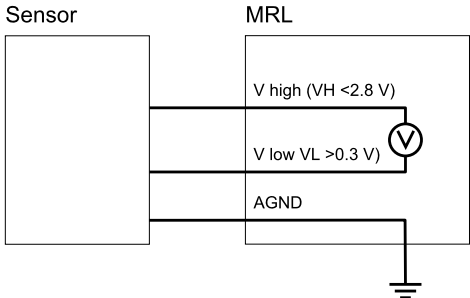 Sensor
MRL
V high (VH <2.8 V)
V
V low VL >0.3 V)
AGND